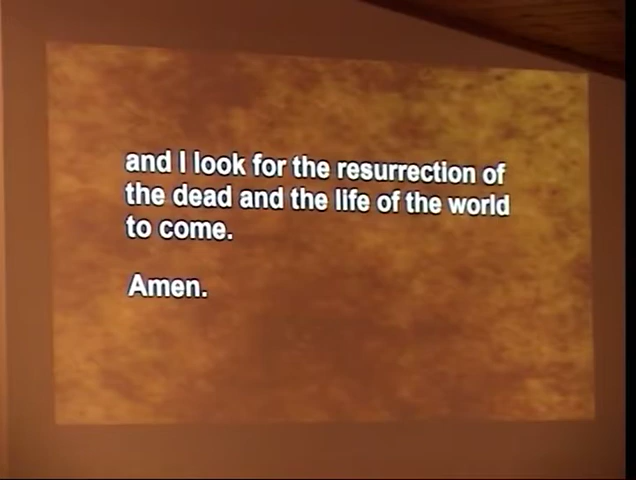 and I look for the resurrection of
the dead and the life of the world
to come.
Amen.